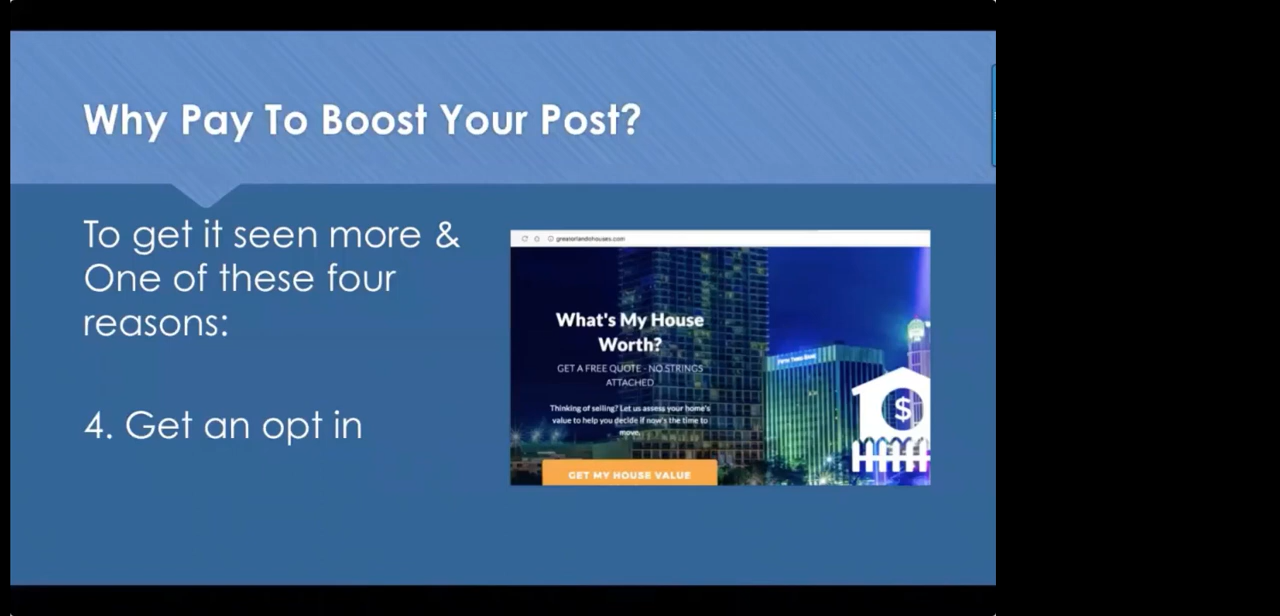 Why Pay To Boost Your Post?
To get it seen more &
One of these four
reasons:
4. Get an opt in
greatorlandohouses.com
What's My House
Worth?
GET A FREE QUOTE - NO STRINGS
ATTACHED
Thinking of selling? Let us assess your home's
value to help you decide if now's the time to
move.
GET MY HOUSE VALUE
$